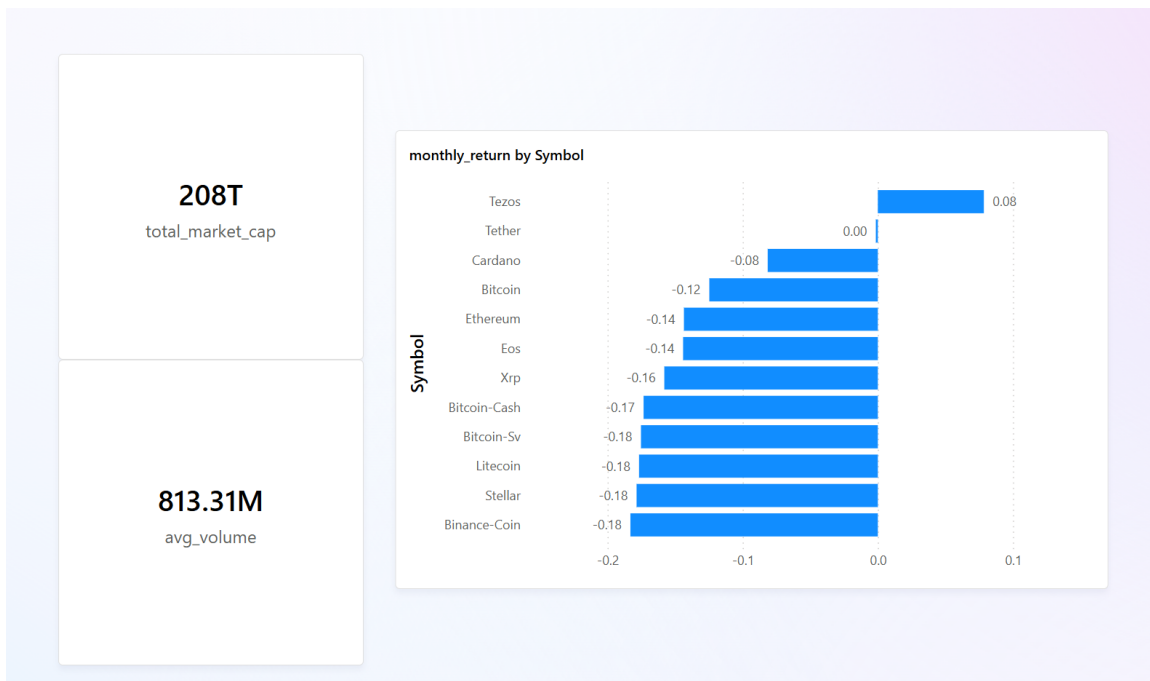 208T
total_market_cap
813.31M
avg_volume
monthly_return by Symbol
Symbol
Tezos 0.08
Tether 0.00
Cardano -0.08
Bitcoin -0.12
Ethereum -0.14
Eos -0.14
Xrp -0.16
Bitcoin-Cash -0.17
Bitcoin-Sv -0.18
Litecoin -0.18
Stellar -0.18
Binance-Coin -0.18
-0.2 -0.1 0.0 0.1